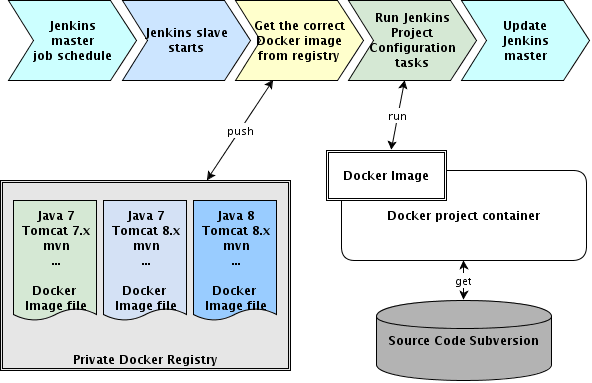 Jenkins
master
job schedule
Jenkins slave
starts
Get the correct
Docker image
from registry
Run Jenkins
Project
Configuration
tasks
Update
Jenkins
master
push
run
Docker Image
Docker project container
Java 7
Tomcat 7.x
mvn
...
Docker
Image file
Java 7
Tomcat 8.x
mvn
...
Docker
Image file
Java 8
Tomcat 8.x
mvn
...
Docker
Image file
Private Docker Registry
get
Source Code Subversion